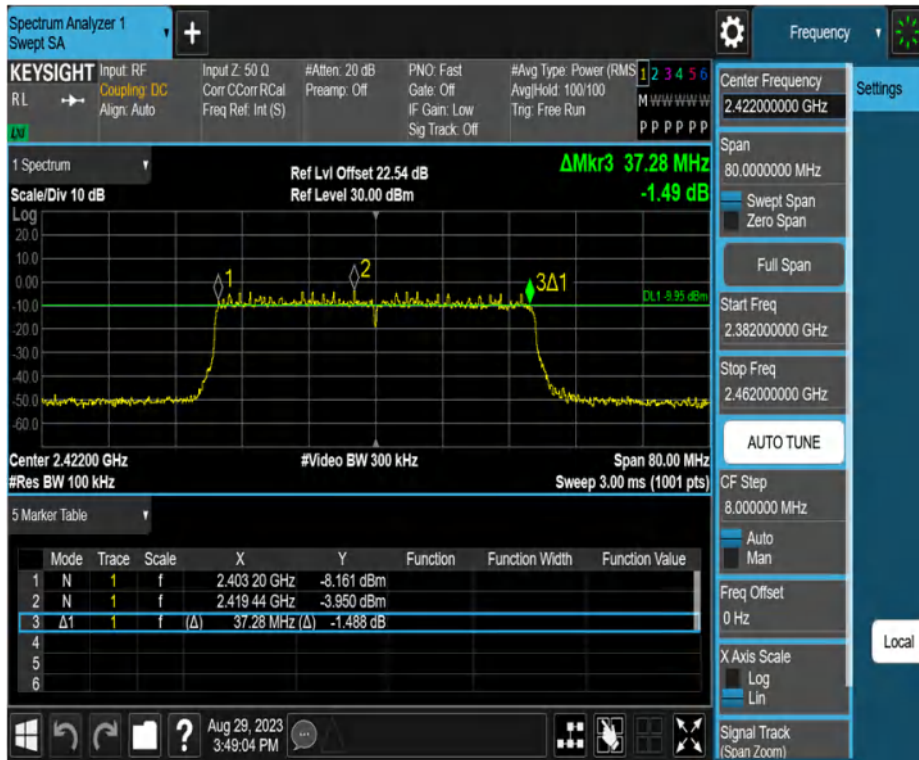 Spectrum Analyzer 1
Swept SA
+
Frequency
KEYSIGHT
RL
LXI
Input: RF
Coupling: DC
Align: Auto
Input Z: 50 Ω
Corr CCorr RCal
Freq Ref: Int (S)
#Atten: 20 dB
Preamp: Off
PNO: Fast
Gate: Off
IF Gain: Low
Sig Track: Off
#Avg Type: Power (RMS
Avg|Hold: 100/100
Trig: Free Run
1 2 3 4 5 6
M W W W W W
P P P P P P
Center Frequency
2.422000000 GHz
Settings
Span
80.0000000 MHz
Swept Span
Zero Span
Full Span
Start Freq
2.382000000 GHz
Stop Freq
2.462000000 GHz
AUTO TUNE
CF Step
8.000000 MHz
Auto
Man
Freq Offset
0 Hz
X Axis Scale
Log
Lin
Signal Track
(Span Zoom)
Local
1 Spectrum
Scale/Div 10 dB
Ref Lvl Offset 22.54 dB
Ref Level 30.00 dBm
ΔMkr3 37.28 MHz
-1.49 dB
Log
20.0
10.0
0.00
-10.0
-20.0
-30.0
-40.0
-50.0
-60.0
1
2
3Δ1
DL1 -9.95 dBm
Center 2.42200 GHz #Video BW 300 kHz Span 80.00 MHz
#Res BW 100 kHz Sweep 3.00 ms (1001 pts)
5 Marker Table
Mode Trace Scale X Y Function Function Width Function Value
1 N 1 f 2.403 20 GHz -8.161 dBm
2 N 1 f 2.419 44 GHz -3.950 dBm
3 Δ1 1 f (Δ) 37.28 MHz (Δ) -1.488 dB
4
5
6
?
Aug 29, 2023
3:49:04 PM